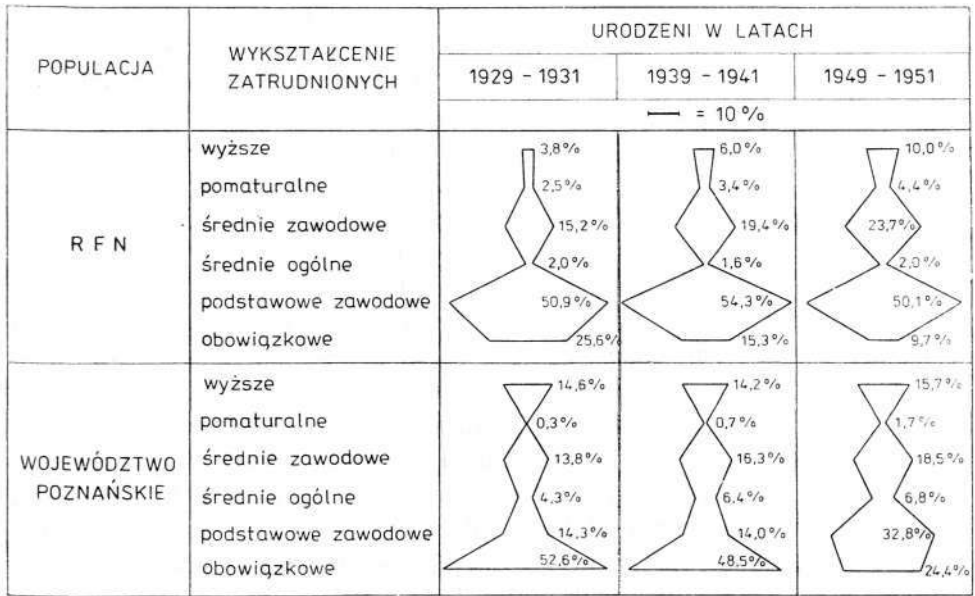 POPULACJA
WYKSZTAŁCENIE
ZATRUDNIONYCH
URODZENI W LATACH
1929 - 1931 1939 - 1941 1949 - 1951
= 10 %
RFN
wyższe 3,8% 6,0% 10,0%
pomaturalne 2,5% 3,4% 4,4%
średnie zawodowe 15,2% 19,4% 23,7%
średnie ogólne 2,0% 1,6% 2,0%
podstawowe zawodowe 50,9% 54,3% 50,1%
obowiązkowe 25,6% 15,3% 9,7%
WOJEWÓDZTWO
POZNAŃSKIE
wyższe 14,6% 14,2% 15,7%
pomaturalne 0,3% 0,7% 1,7%
średnie zawodowe 13,8% 16,3% 18,5%
średnie ogólne 4,3% 6,4% 6,8%
podstawowe zawodowe 14,3% 14,0% 32,8%
obowiązkowe 52,6% 48,5% 24,4%